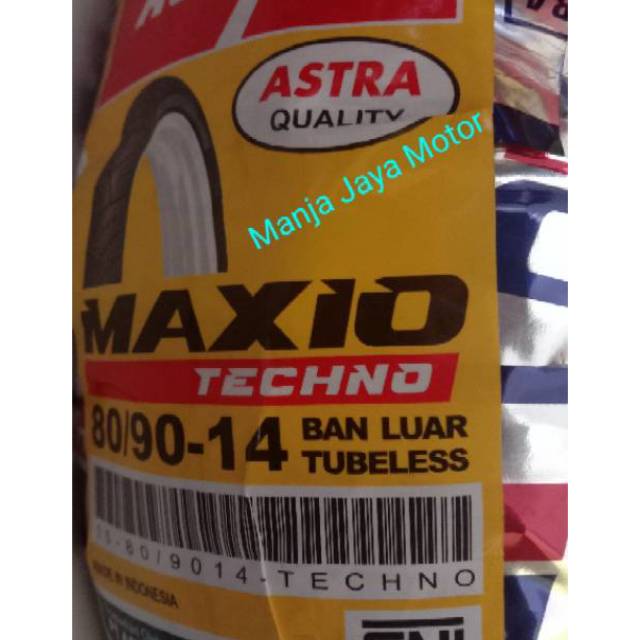 ASTRA
QUALITY
Manja Jaya Motor
MAXIO
TECHNO
80/90-14
BAN LUAR
TUBELESS
80/9014-TECHNO
MADE IN INDONESIA
SNI